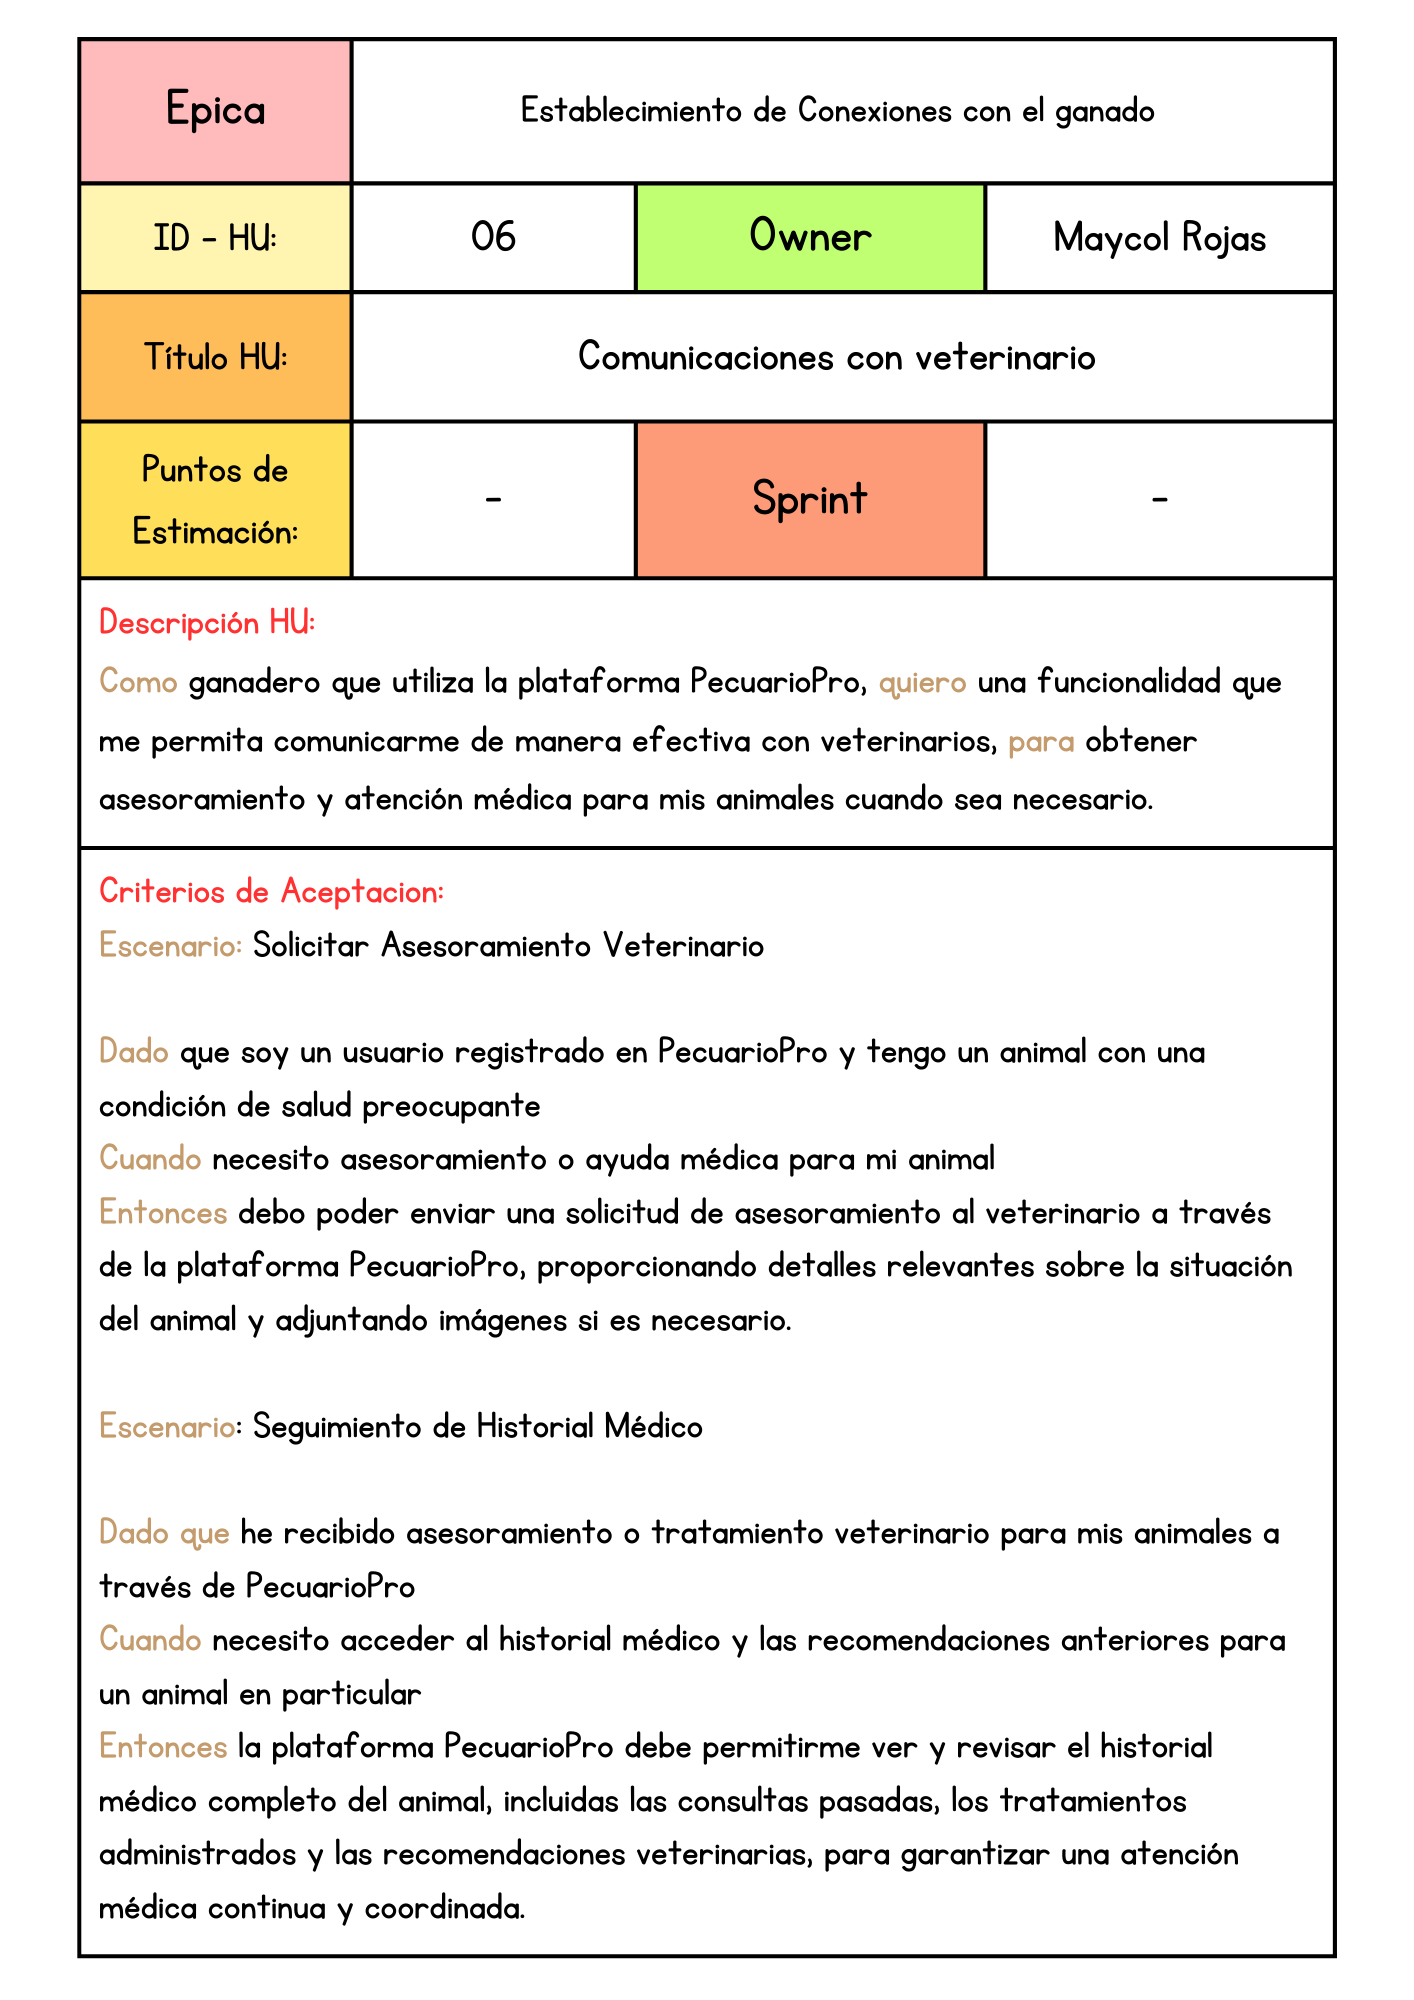 Epica
Establecimiento de Conexiones con el ganado
ID - HU:
06
Owner
Maycol Rojas
Título HU:
Comunicaciones con veterinario
Puntos de
Estimación:
-
Sprint
-
Descripción HU:
Como ganadero que utiliza la plataforma PecuarioPro, quiero una funcionalidad que
me permita comunicarme de manera efectiva con veterinarios, para obtener
asesoramiento y atención médica para mis animales cuando sea necesario.
Criterios de Aceptacion:
Escenario: Solicitar Asesoramiento Veterinario
Dado que soy un usuario registrado en PecuarioPro y tengo un animal con una
condición de salud preocupante
Cuando necesito asesoramiento o ayuda médica para mi animal
Entonces debo poder enviar una solicitud de asesoramiento al veterinario a través
de la plataforma PecuarioPro, proporcionando detalles relevantes sobre la situación
del animal y adjuntando imágenes si es necesario.
Escenario: Seguimiento de Historial Médico
Dado que he recibido asesoramiento o tratamiento veterinario para mis animales a
través de PecuarioPro
Cuando necesito acceder al historial médico y las recomendaciones anteriores para
un animal en particular
Entonces la plataforma PecuarioPro debe permitirme ver y revisar el historial
médico completo del animal, incluidas las consultas pasadas, los tratamientos
administrados y las recomendaciones veterinarias, para garantizar una atención
médica continua y coordinada.